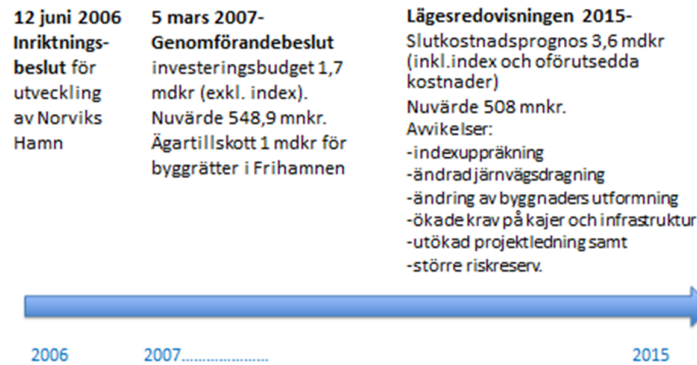 12 juni 2006
Inriktnings-
beslut för
utveckling
av Norviks
Hamn
5 mars 2007-
Genomförandebeslut
investeringsbudget 1,7
mdkr (exkl. index).
Nuvärde 548,9 mnkr.
Ägartillskott 1 mdkr för
byggrätter i Frihamnen
Lägesredovisningen 2015-
Slutkostnadsprognos 3,6 mdkr
(inkl.index och oförutsedda
kostnader)
Nuvärde 508 mnkr.
Avvikelser:
-indexuppräkning
-ändrad järnvägsdragning
-ändring av byggnaders utformning
-ökade krav på kajer och infrastruktur
-utökad projektledning samt
-större riskreserv.
2006
2007.....................
2015